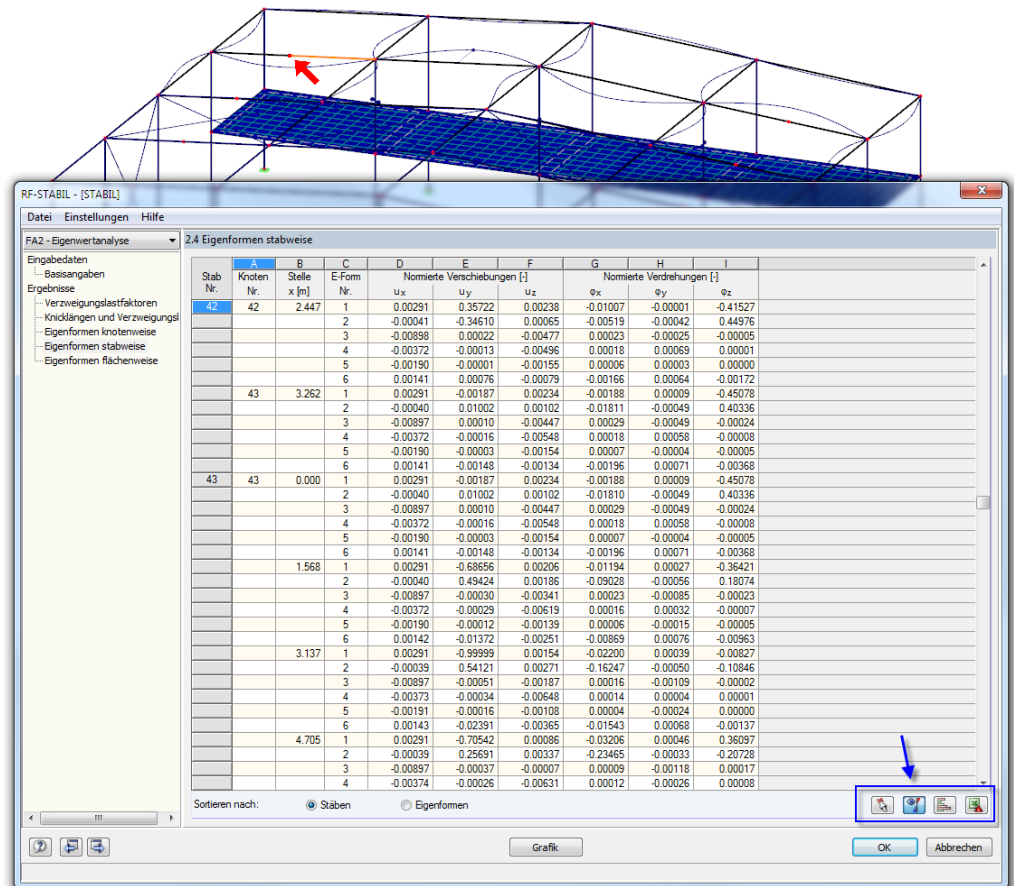 RF-STABIL - [STABIL]
Datei Einstellungen Hilfe
FA2 - Eigenwertanalyse
Eingabedaten
Basisangaben
Ergebnisse
Verzweigungslastfaktoren
Knicklängen und Verzweigungsl
Eigenformen knotenweise
Eigenformen stabweise
Eigenformen flächenweise
2.4 Eigenformen stabweise
A B C D E F G H I
Stab Knoten Stelle E-Form Normierte Verschiebungen [-] Normierte Verdrehungen [-]
Nr. Nr. x [m] Nr. ux uy uz φx φy φz
42 42 2.447 1 0.00291 0.35722 0.00238 -0.01007 -0.00001 -0.41527
2 -0.00041 -0.34610 0.00065 -0.00519 -0.00042 0.44976
3 -0.00898 0.00022 -0.00477 0.00023 -0.00025 -0.00005
4 -0.00372 -0.00013 -0.00496 0.00018 0.00069 0.00001
5 -0.00190 -0.00001 -0.00155 0.00006 0.00003 0.00000
6 0.00141 0.00076 -0.00079 -0.00166 0.00064 -0.00172
43 3.262 1 0.00291 -0.00187 0.00234 -0.00188 0.00009 -0.45078
2 -0.00040 0.01002 0.00102 -0.01811 -0.00049 0.40336
3 -0.00897 0.00010 -0.00447 0.00029 -0.00049 -0.00024
4 -0.00372 -0.00016 -0.00548 0.00018 0.00058 -0.00008
5 -0.00190 -0.00003 -0.00154 0.00007 -0.00004 -0.00005
6 0.00141 -0.00148 -0.00134 -0.00196 0.00071 -0.00368
43 43 0.000 1 0.00291 -0.00187 0.00234 -0.00188 0.00009 -0.45078
2 -0.00040 0.01002 0.00102 -0.01810 -0.00049 0.40336
3 -0.00897 0.00010 -0.00447 0.00029 -0.00049 -0.00024
4 -0.00372 -0.00016 -0.00548 0.00018 0.00058 -0.00008
5 -0.00190 -0.00003 -0.00154 0.00007 -0.00004 -0.00005
6 0.00141 -0.00148 -0.00134 -0.00196 0.00071 -0.00368
1.568 1 0.00291 -0.68656 0.00206 -0.01194 0.00027 -0.36421
2 -0.00040 0.49424 0.00186 -0.09028 -0.00056 0.18074
3 -0.00897 -0.00030 -0.00341 0.00023 -0.00085 -0.00023
4 -0.00372 -0.00029 -0.00619 0.00016 0.00032 -0.00007
5 -0.00190 -0.00012 -0.00139 0.00006 -0.00015 -0.00005
6 0.00142 -0.01372 -0.00251 -0.00869 0.00076 -0.00963
3.137 1 0.00291 -0.99999 0.00154 -0.02200 0.00039 -0.00827
2 -0.00039 0.54121 0.00271 -0.16247 -0.00050 -0.10846
3 -0.00897 -0.00051 -0.00187 0.00016 -0.00109 -0.00002
4 -0.00373 -0.00034 -0.00648 0.00014 0.00004 0.00001
5 -0.00191 -0.00016 -0.00108 0.00004 -0.00024 0.00000
6 0.00143 -0.02391 -0.00365 -0.01543 0.00068 -0.00137
4.705 1 0.00291 -0.70542 0.00086 -0.03206 0.00046 0.36097
2 -0.00039 0.25691 0.00337 -0.23465 -0.00033 -0.20728
3 -0.00897 -0.00037 -0.00007 0.00009 -0.00118 0.00017
4 -0.00374 -0.00026 -0.00631 0.00012 -0.00026 0.00008
Sortieren nach: Stäben Eigenformen
Grafik OK Abbrechen